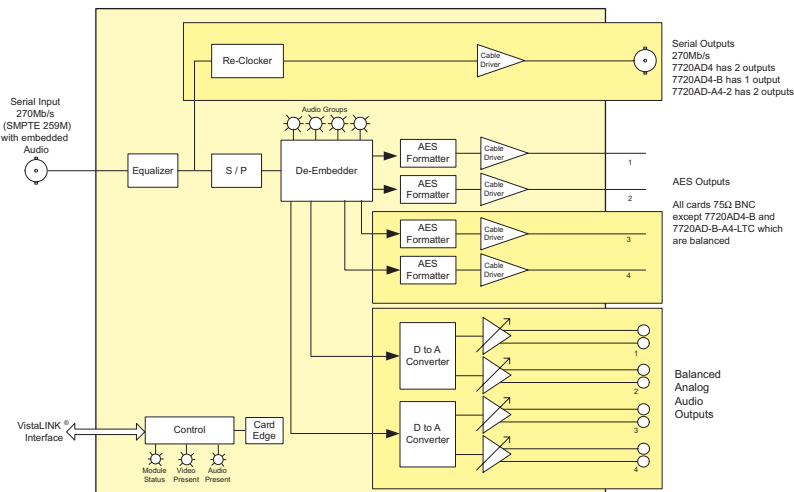 Serial Outputs
270Mb/s
7720AD4 has 2 outputs
7720AD4-B has 1 output
7720AD-A4-2 has 2 outputs
Re-Clocker
Cable
Driver
Serial Input
270Mb/s
(SMPTE 259M)
with embedded
Audio
Audio Groups
Equalizer
S / P
De-Embedder
AES
Formatter
Cable
Driver
1
AES
Formatter
Cable
Driver
2
AES
Formatter
Cable
Driver
3
AES
Formatter
Cable
Driver
4
AES Outputs
All cards 75Ω BNC
except 7720AD4-B and
7720AD-B-A4-LTC which
are balanced
D to A
Converter
1
2
D to A
Converter
3
4
Balanced
Analog
Audio
Outputs
VistaLINK ®
Interface
Control
Card
Edge
Module
Status
Video
Present
Audio
Present